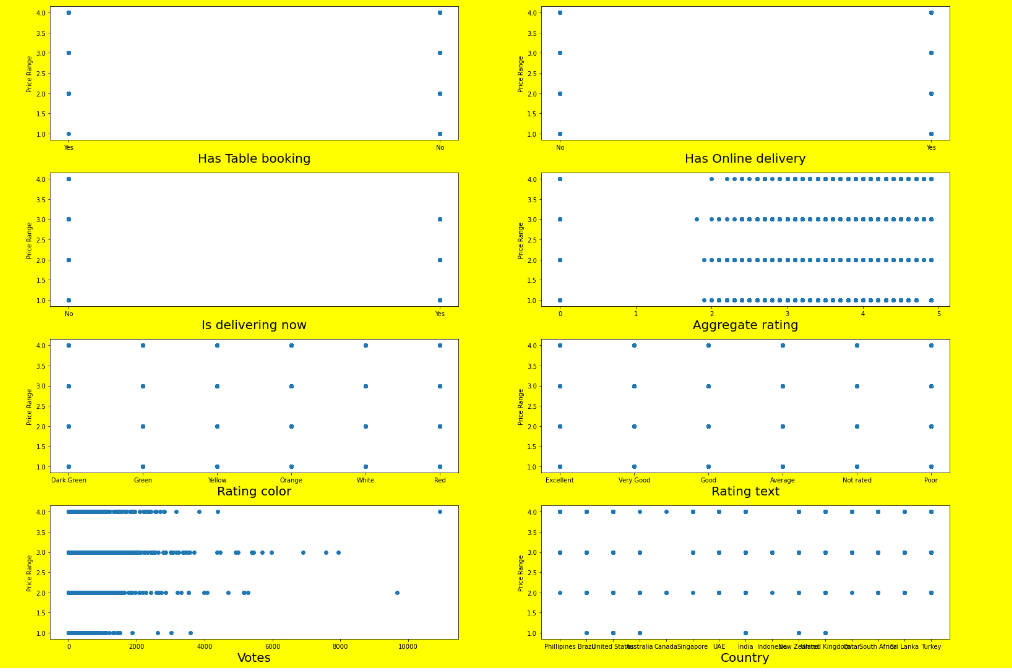 4.0
3.5
3.0
2.5
2.0
1.5
1.0
Price Range
Yes No
Has Table booking
4.0
3.5
3.0
2.5
2.0
1.5
1.0
Price Range
No Yes
Has Online delivery
4.0
3.5
3.0
2.5
2.0
1.5
1.0
Price Range
No Yes
Is delivering now
4.0
3.5
3.0
2.5
2.0
1.5
1.0
Price Range
0 1 2 3 4 5
Aggregate rating
4.0
3.5
3.0
2.5
2.0
1.5
1.0
Price Range
Dark Green Green Yellow Orange White Red
Rating color
4.0
3.5
3.0
2.5
2.0
1.5
1.0
Price Range
Excellent Very Good Good Average Not rated Poor
Rating text
4.0
3.5
3.0
2.5
2.0
1.5
1.0
Price Range
0 2000 4000 6000 8000 10000
Votes
4.0
3.5
3.0
2.5
2.0
1.5
1.0
Price Range
Phillipines Brazil United States Australia Canada Singapore UAE India Indonesia New Zealand United Kingdom Qatar South Africa Sri Lanka Turkey
Country